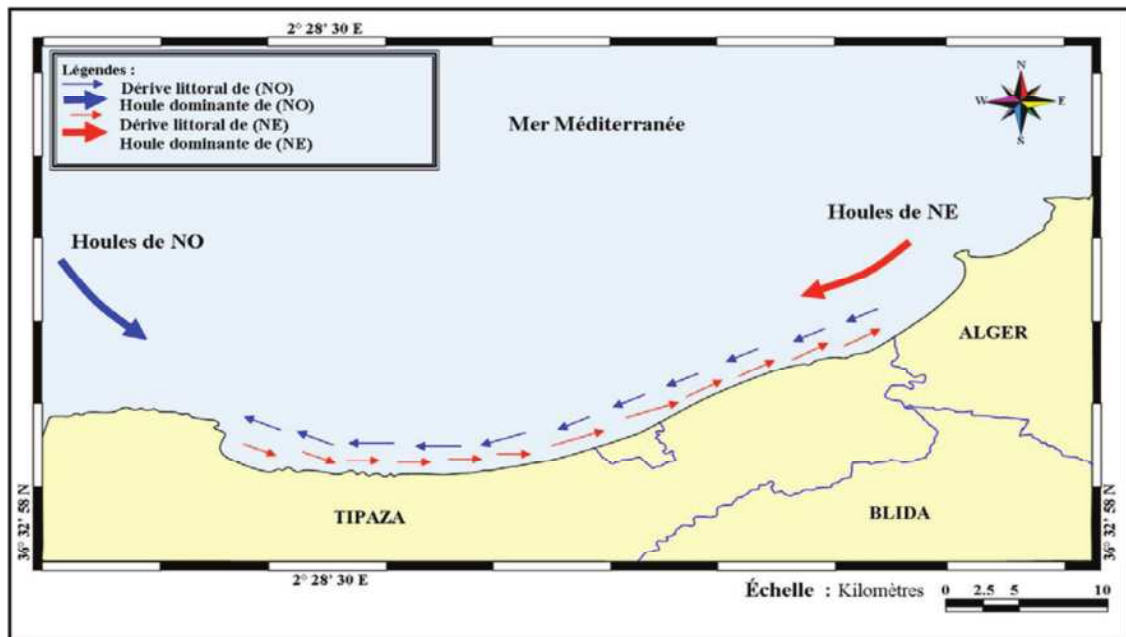 2° 28' 30 E
Légendes :
Dérive littoral de (NO)
Houle dominante de (NO)
Dérive littoral de (NE)
Houle dominante de (NE)
N
W E
S
Mer Méditerranée
Houles de NE
Houles de NO
ALGER
TIPAZA
BLIDA
36° 32' 58 N
36° 32' 58 N
2° 28' 30 E
Échelle : Kilomètres
0 2.5 5 10